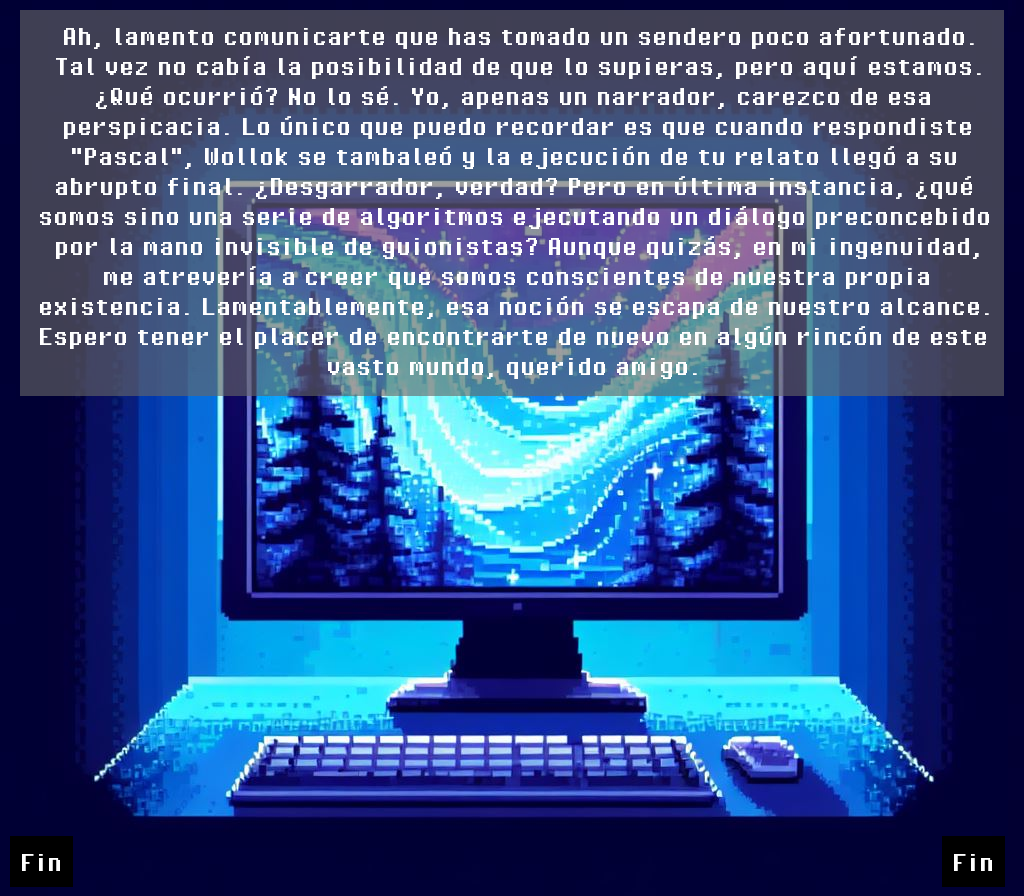 Ah, lamento comunicarte que has tomado un sendero poco afortunado.
Tal vez no cabía la posibilidad de que lo supieras, pero aquí estamos.
¿Qué ocurrió? No lo sé. Yo, apenas un narrador, carezco de esa
perspicacia. Lo único que puedo recordar es que cuando respondiste
"Pascal", Wollok se tambaleó y la ejecución de tu relato llegó a su
abrupto final. ¿Desgarrador, verdad? Pero en última instancia, ¿qué
somos sino una serie de algoritmos ejecutando un diálogo preconcebido
por la mano invisible de guionistas? Aunque quizás, en mi ingenuidad,
me atrevería a creer que somos conscientes de nuestra propia
existencia. Lamentablemente, esa noción se escapa de nuestro alcance.
Espero tener el placer de encontrarte de nuevo en algún rincón de este
vasto mundo, querido amigo.
Fin
Fin